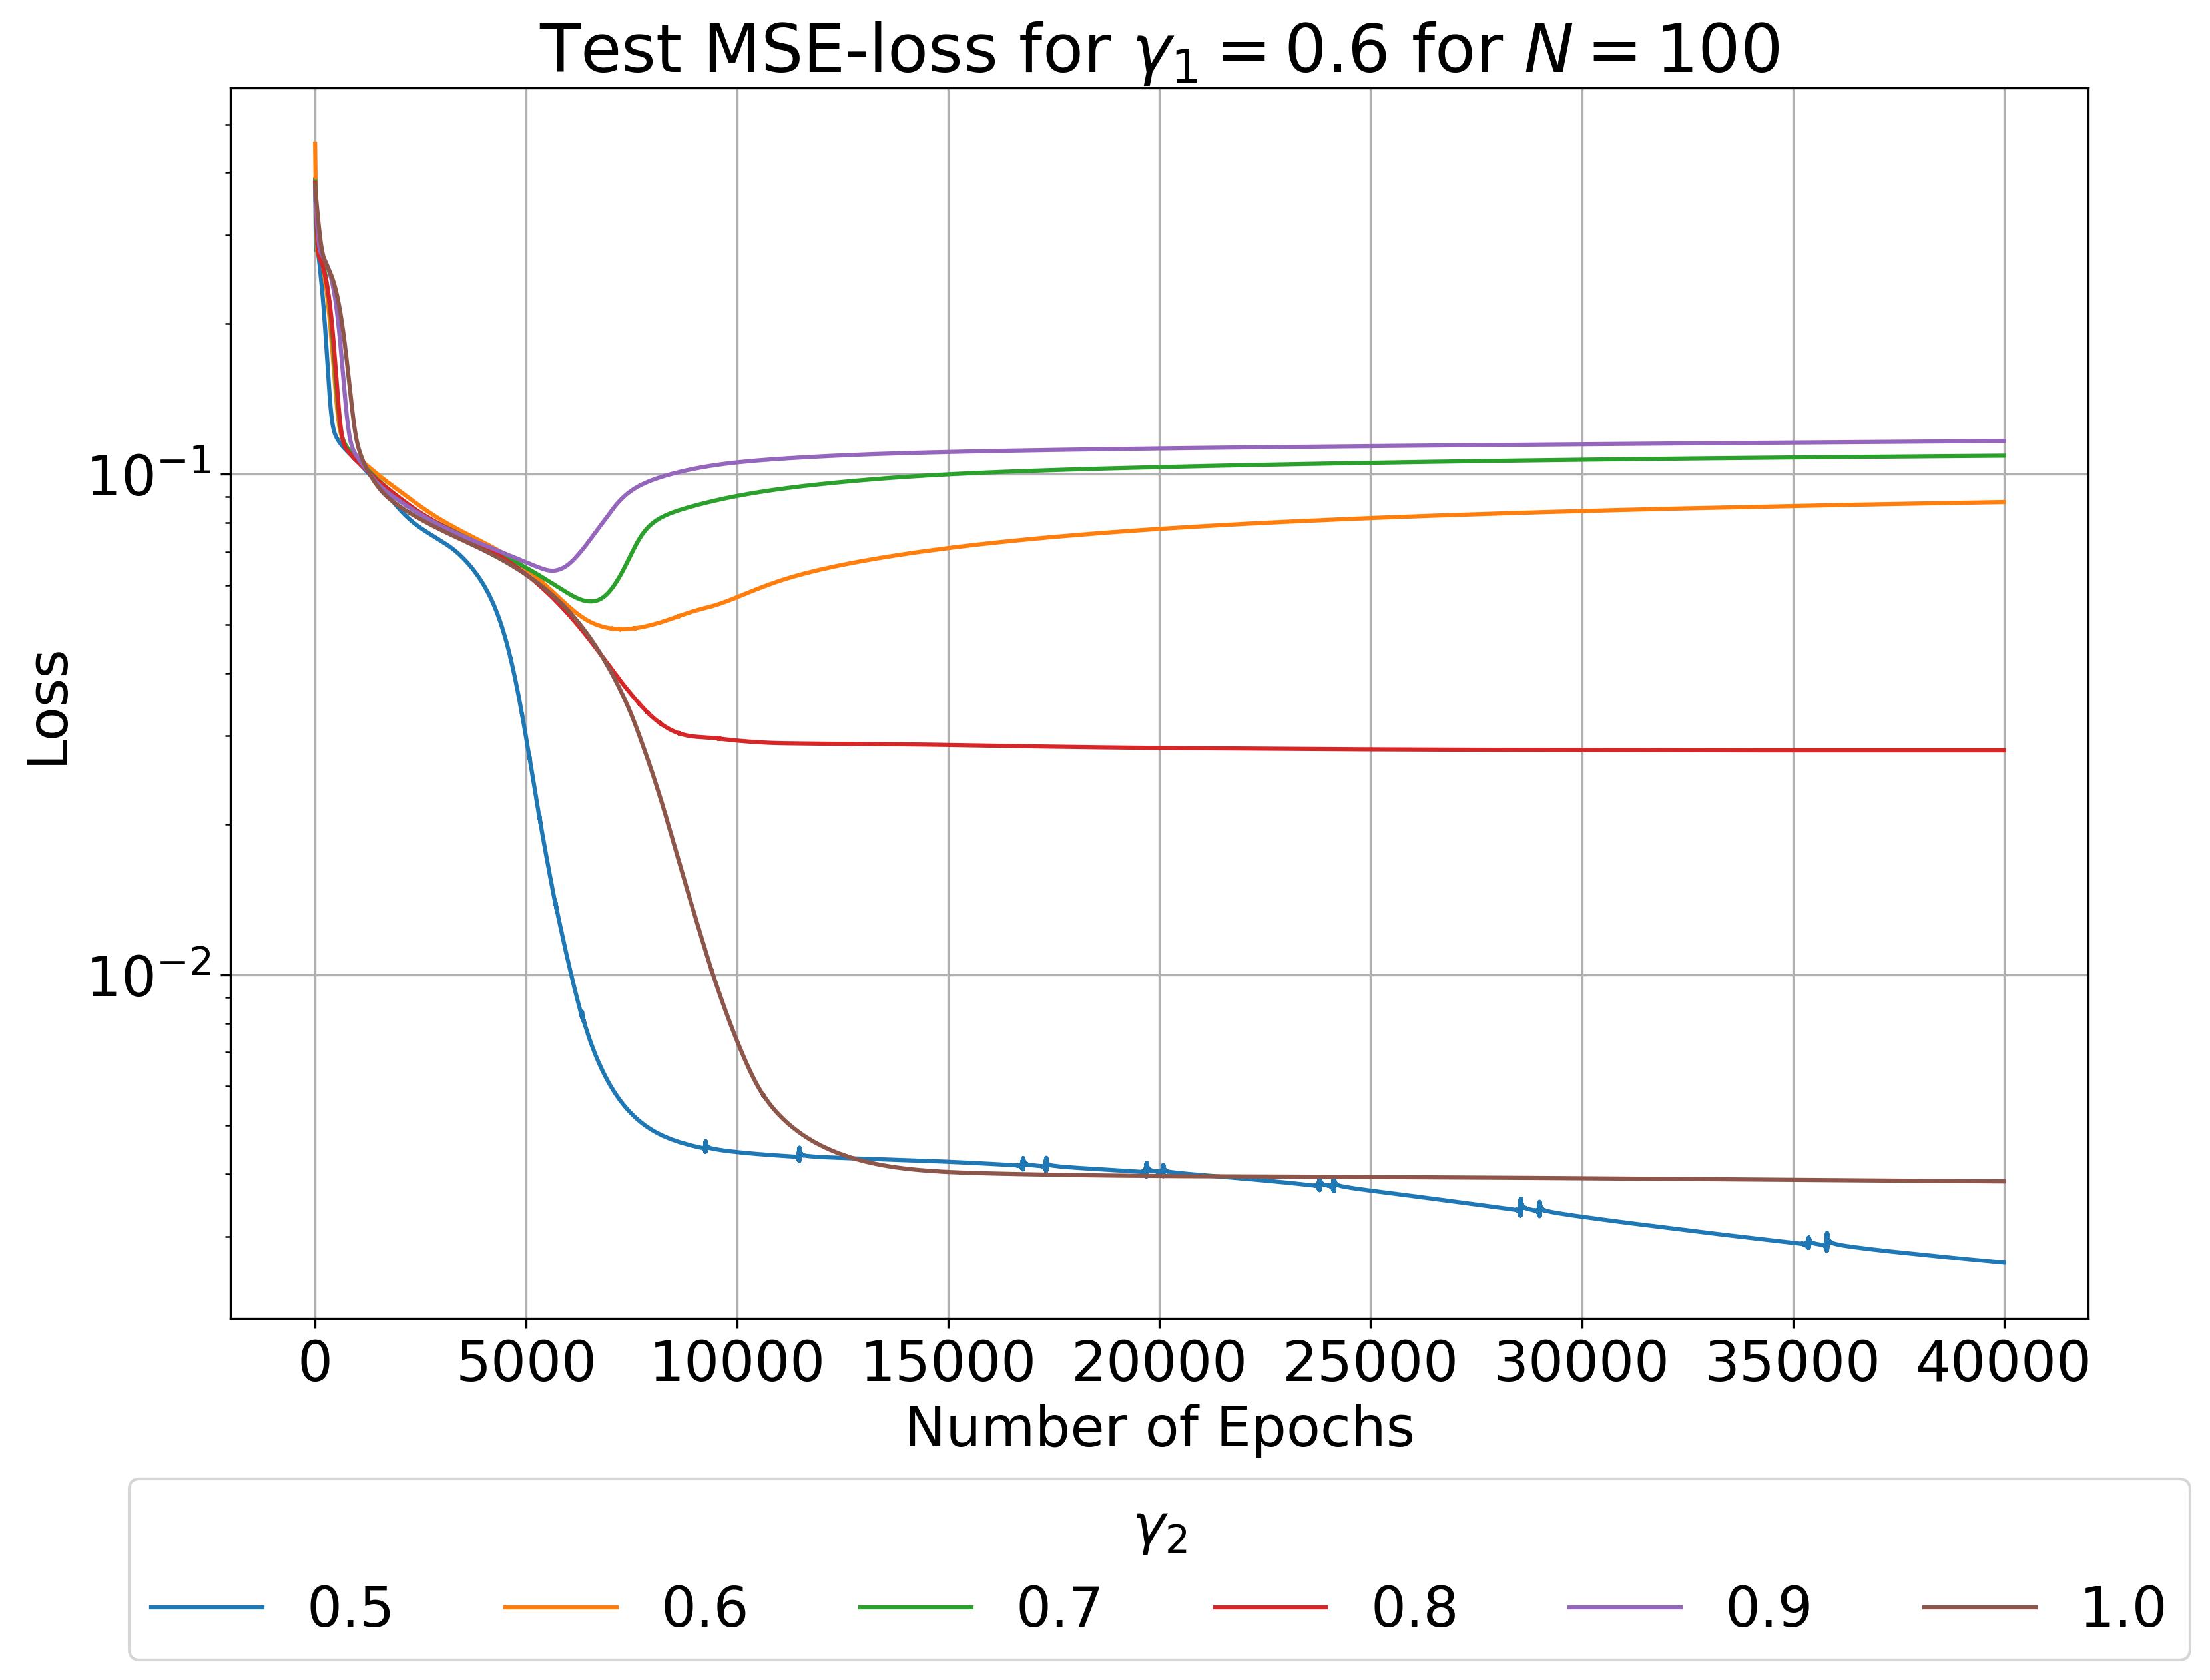 Test MSE-loss for γ₁ = 0.6 for N = 100
Loss
10⁻¹
10⁻²
0 5000 10000 15000 20000 25000 30000 35000 40000
Number of Epochs
γ₂
0.5 0.6 0.7 0.8 0.9 1.0